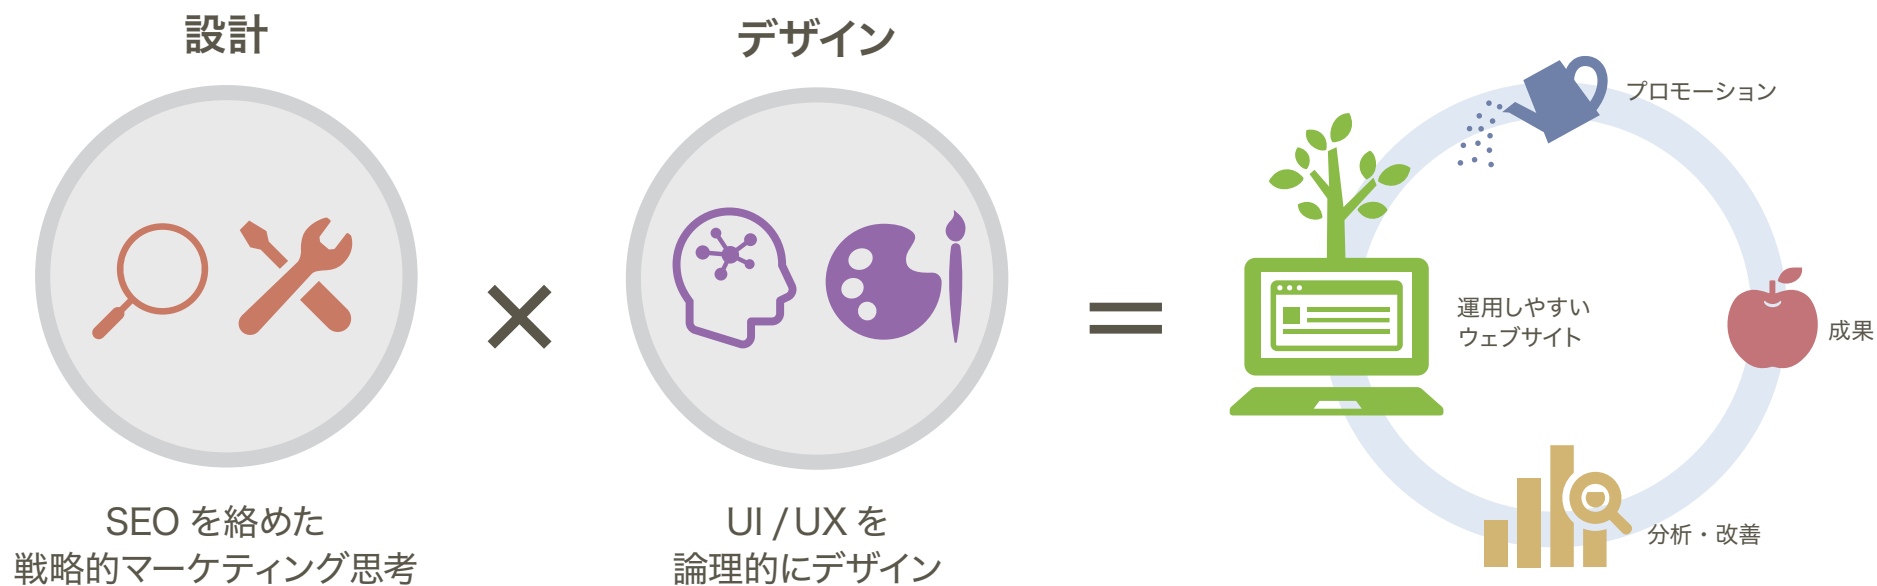 設計
SEO を絡めた
戦略的マーケティング思考
×
デザイン
UI / UX を
論理的にデザイン
=
プロモーション
運用しやすい
ウェブサイト
成果
分析・改善